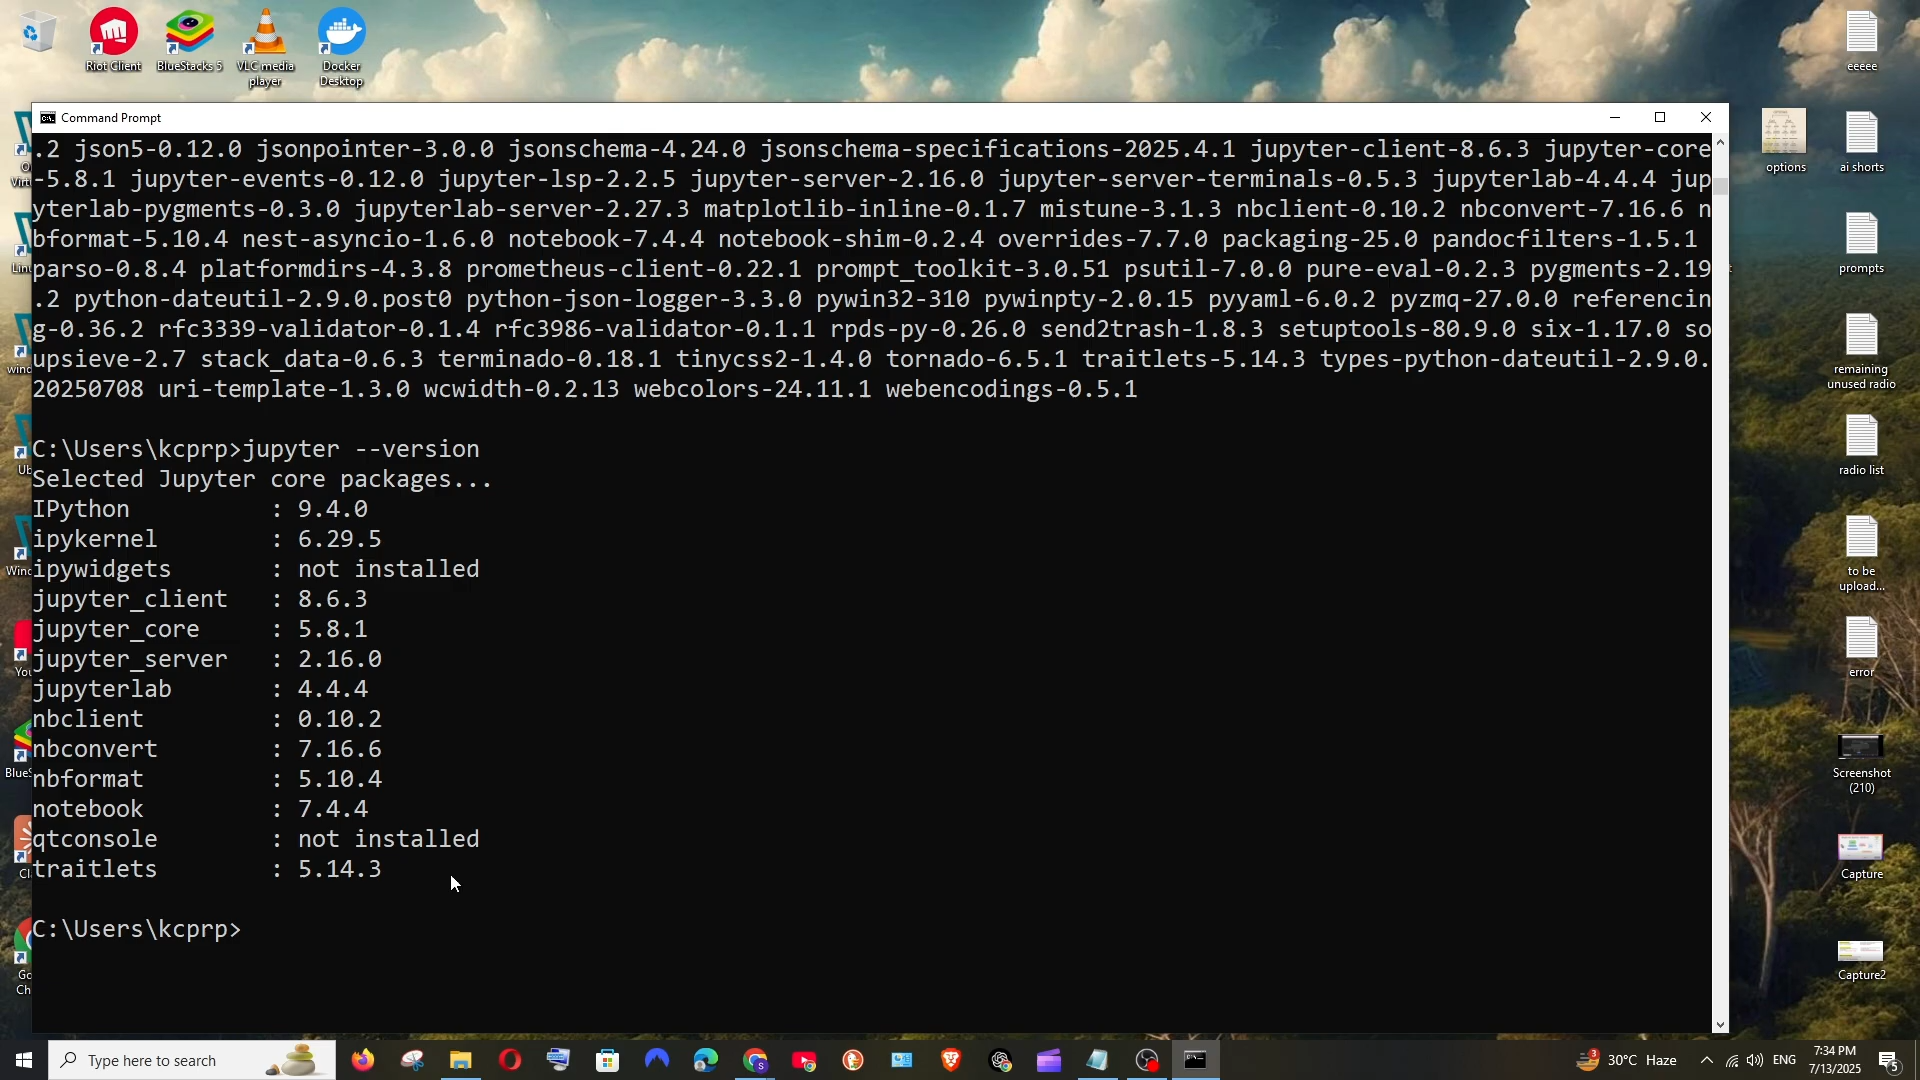 Riot Client
BlueStacks 5
VLC media
player
Docker
Desktop
eeeee
options
ai shorts
prompts
remaining
unused radio
radio list
to be
upload...
error
Screenshot
(210)
Capture
Capture2
Command Prompt
.2 json5-0.12.0 jsonpointer-3.0.0 jsonschema-4.24.0 jsonschema-specifications-2025.4.1 jupyter-client-8.6.3 jupyter-core
-5.8.1 jupyter-events-0.12.0 jupyter-lsp-2.2.5 jupyter-server-2.16.0 jupyter-server-terminals-0.5.3 jupyterlab-4.4.4 jup
yterlab-pygments-0.3.0 jupyterlab-server-2.27.3 matplotlib-inline-0.1.7 mistune-3.1.3 nbclient-0.10.2 nbconvert-7.16.6 n
bformat-5.10.4 nest-asyncio-1.6.0 notebook-7.4.4 notebook-shim-0.2.4 overrides-7.7.0 packaging-25.0 pandocfilters-1.5.1
parso-0.8.4 platformdirs-4.3.8 prometheus-client-0.22.1 prompt_toolkit-3.0.51 psutil-7.0.0 pure-eval-0.2.3 pygments-2.19
.2 python-dateutil-2.9.0.post0 python-json-logger-3.3.0 pywin32-310 pywinpty-2.0.15 pyyaml-6.0.2 pyzmq-27.0.0 referencin
g-0.36.2 rfc3339-validator-0.1.4 rfc3986-validator-0.1.1 rpds-py-0.26.0 send2trash-1.8.3 setuptools-80.9.0 six-1.17.0 so
upsieve-2.7 stack_data-0.6.3 terminado-0.18.1 tinycss2-1.4.0 tornado-6.5.1 traitlets-5.14.3 types-python-dateutil-2.9.0.
20250708 uri-template-1.3.0 wcwidth-0.2.13 webcolors-24.11.1 webencodings-0.5.1
C:\Users\kcprp>jupyter --version
Selected Jupyter core packages...
IPython : 9.4.0
ipykernel : 6.29.5
ipywidgets : not installed
jupyter_client : 8.6.3
jupyter_core : 5.8.1
jupyter_server : 2.16.0
jupyterlab : 4.4.4
nbclient : 0.10.2
nbconvert : 7.16.6
nbformat : 5.10.4
notebook : 7.4.4
qtconsole : not installed
traitlets : 5.14.3
C:\Users\kcprp>
Type here to search
3
30°C Haze
ENG
7:34 PM
7/13/2025
5